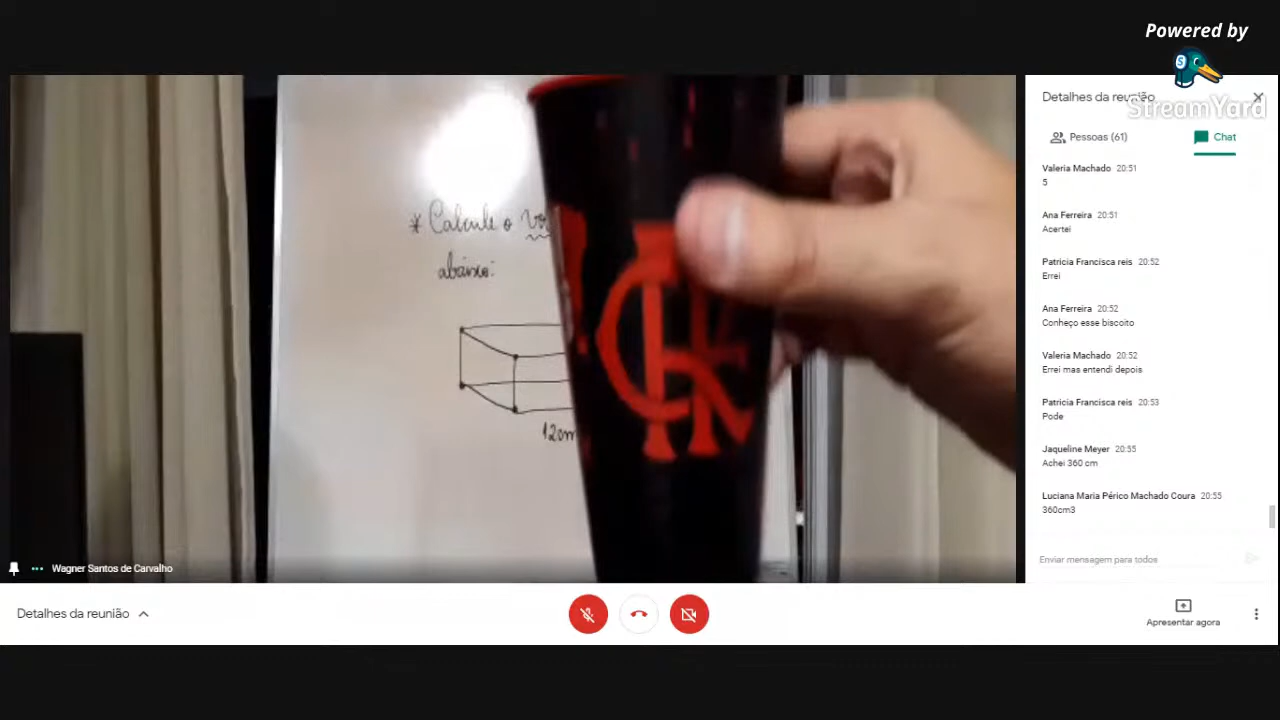 Powered by
StreamYard
* Calcule o
abaixo:
12cm
CRF
Wagner Santos de Carvalho
Detalhes da reunião
Pessoas (61)
Chat
Valeria Machado 20:51
5
Ana Ferreira 20:51
Acertei
Patricia Francisca reis 20:52
Errei
Ana Ferreira 20:52
Conheço esse biscoito
Valeria Machado 20:52
Errei mas entendi depois
Patricia Francisca reis 20:53
Pode
Jaqueline Meyer 20:55
Achei 360 cm
Luciana Maria Périco Machado Coura 20:55
360cm3
Enviar mensagem para todos
Detalhes da reunião
Apresentar agora